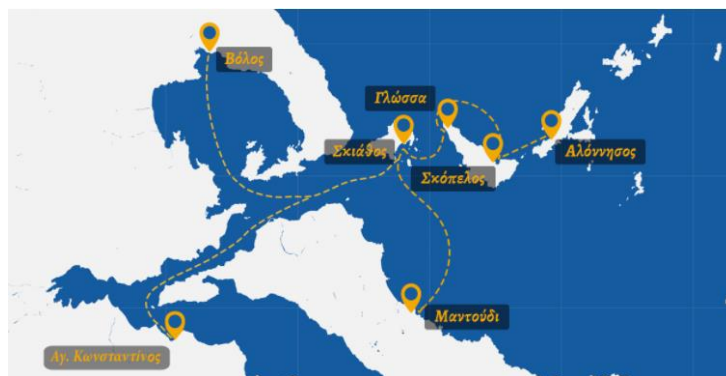 Βόλος
Γλώσσα
Σκιάθος
Αλόννησος
Σκόπελος
Μαντούδι
Αγ. Κωνσταντίνος